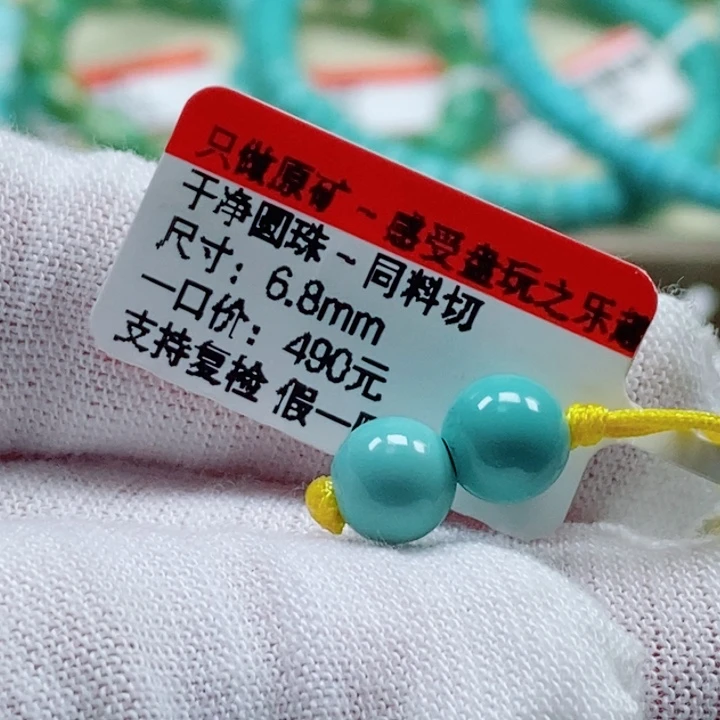 只做原矿~感受盘玩之乐趣
干净圆珠~同料切
尺寸：6.8mm
一口价：490元
支持复检 假一